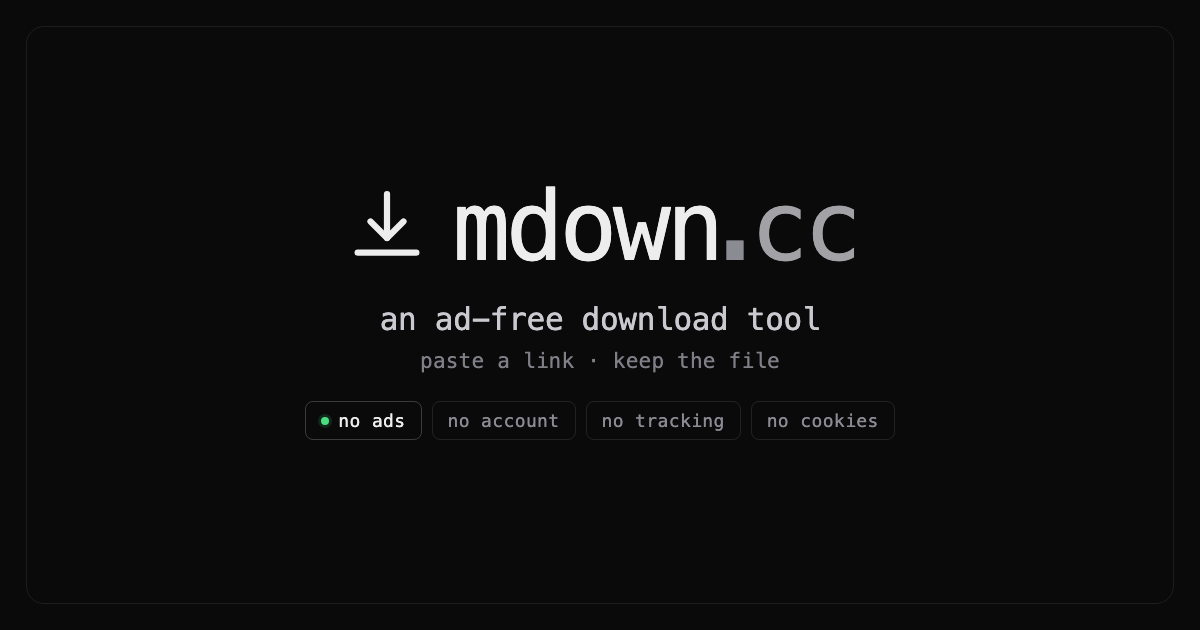 mdown.cc
an ad-free download tool
paste a link · keep the file
no ads no account no tracking no cookies